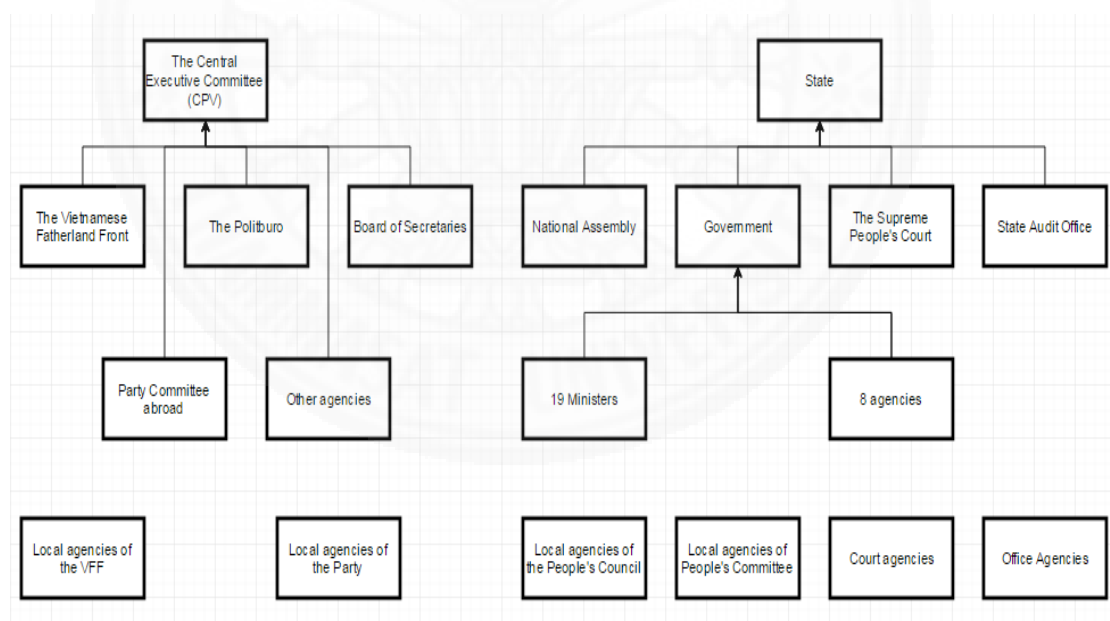 The Central
Executive Committee
(CPV)
State
The Vietnamese
Fatherland Front
The Politburo
Board of Secretaries
National Assembly
Government
The Supreme
People's Court
State Audit Office
Party Committee
abroad
Other agencies
19 Ministers
8 agencies
Local agencies of
the VFF
Local agencies of
the Party
Local agencies of
the People's Council
Local agencies of
People's Committee
Court agencies
Office Agencies